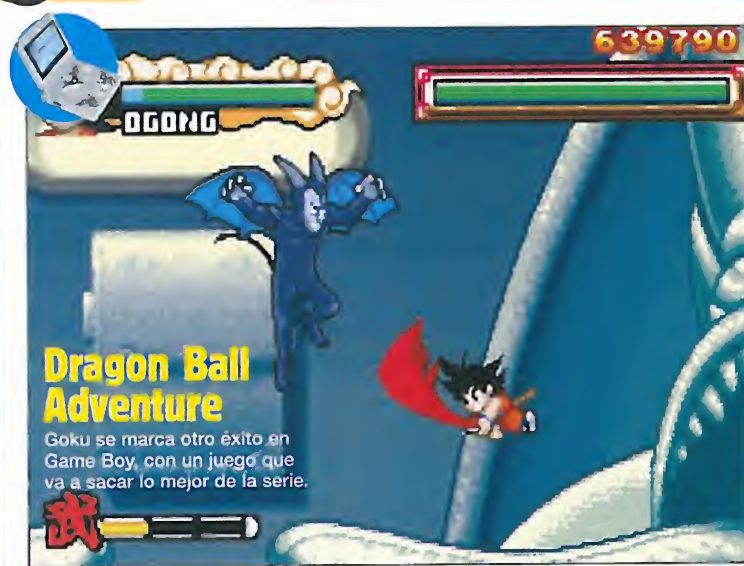 639790
OGONG
Dragon Ball
Adventure
Goku se marca otro éxito en
Game Boy, con un juego que
va a sacar lo mejor de la serie.
武